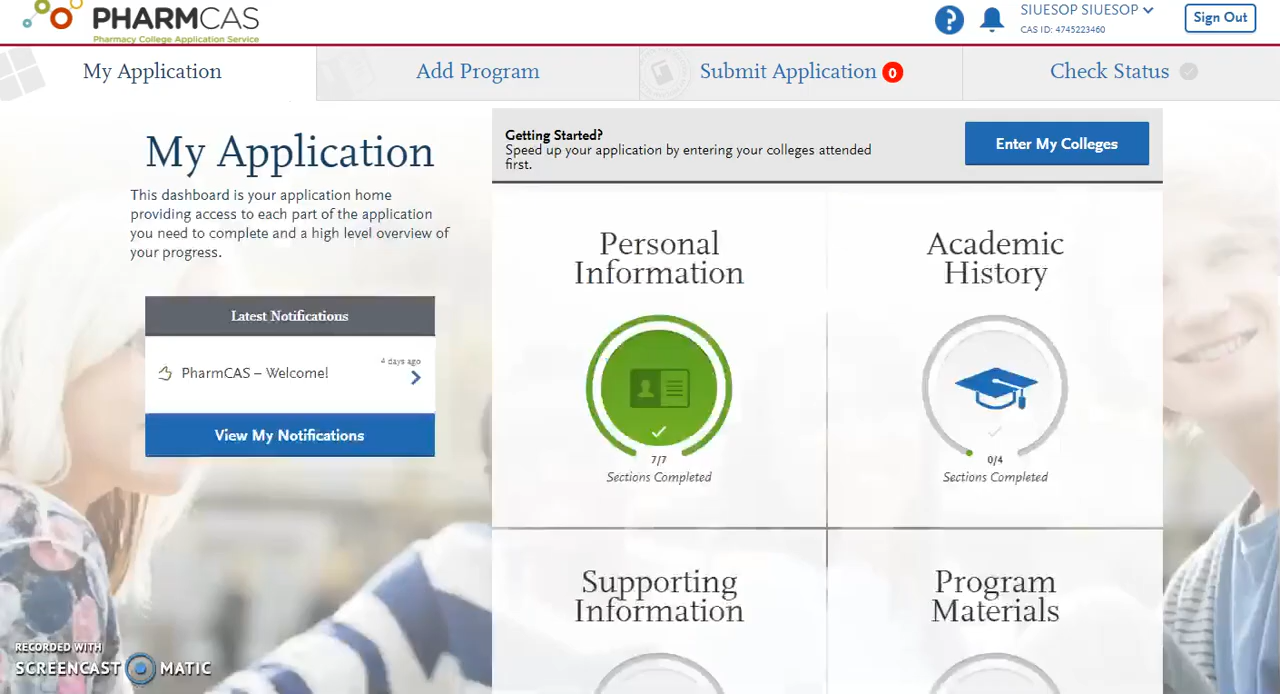 PHARMCAS
Pharmacy College Application Service
SIUESOP SIUESOP
CAS ID: 4745223460
Sign Out
My Application
Add Program
Submit Application 0
Check Status
My Application
This dashboard is your application home
providing access to each part of the application
you need to complete and a high level overview of
your progress.
Latest Notifications
4 days ago
PharmCAS – Welcome!
View My Notifications
Getting Started?
Speed up your application by entering your colleges attended
first.
Enter My Colleges
Personal
Information
7/7
Sections Completed
Academic
History
0/4
Sections Completed
Supporting
Information
Program
Materials
RECORDED WITH
SCREENCAST MATIC